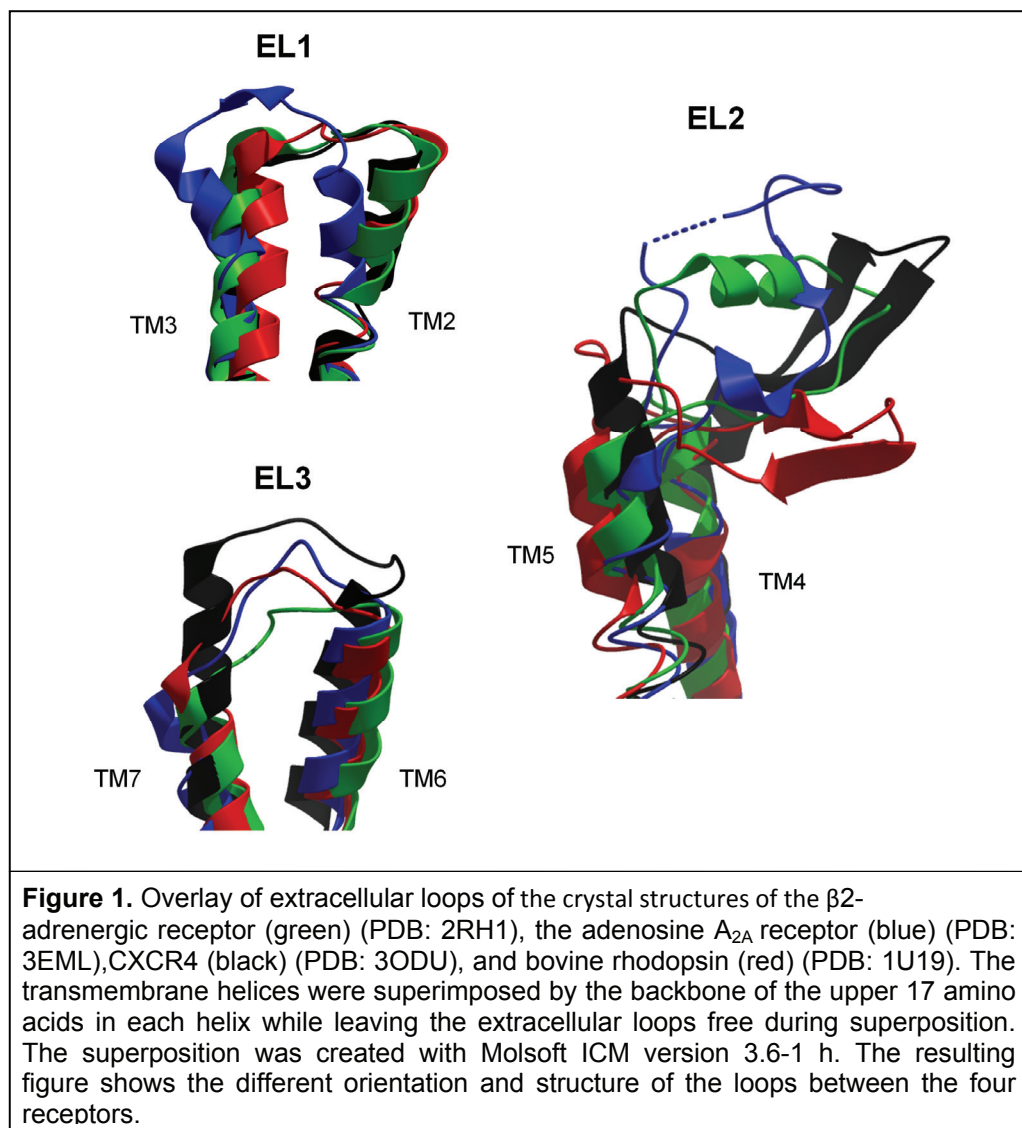 EL1
EL2
TM3
TM2
EL3
TM5
TM4
TM7
TM6
Figure 1. Overlay of extracellular loops of the crystal structures of the β2-
adrenergic receptor (green) (PDB: 2RH1), the adenosine A2A receptor (blue) (PDB:
3EML),CXCR4 (black) (PDB: 3ODU), and bovine rhodopsin (red) (PDB: 1U19). The
transmembrane helices were superimposed by the backbone of the upper 17 amino
acids in each helix while leaving the extracellular loops free during superposition.
The superposition was created with Molsoft ICM version 3.6-1 h. The resulting
figure shows the different orientation and structure of the loops between the four
receptors.